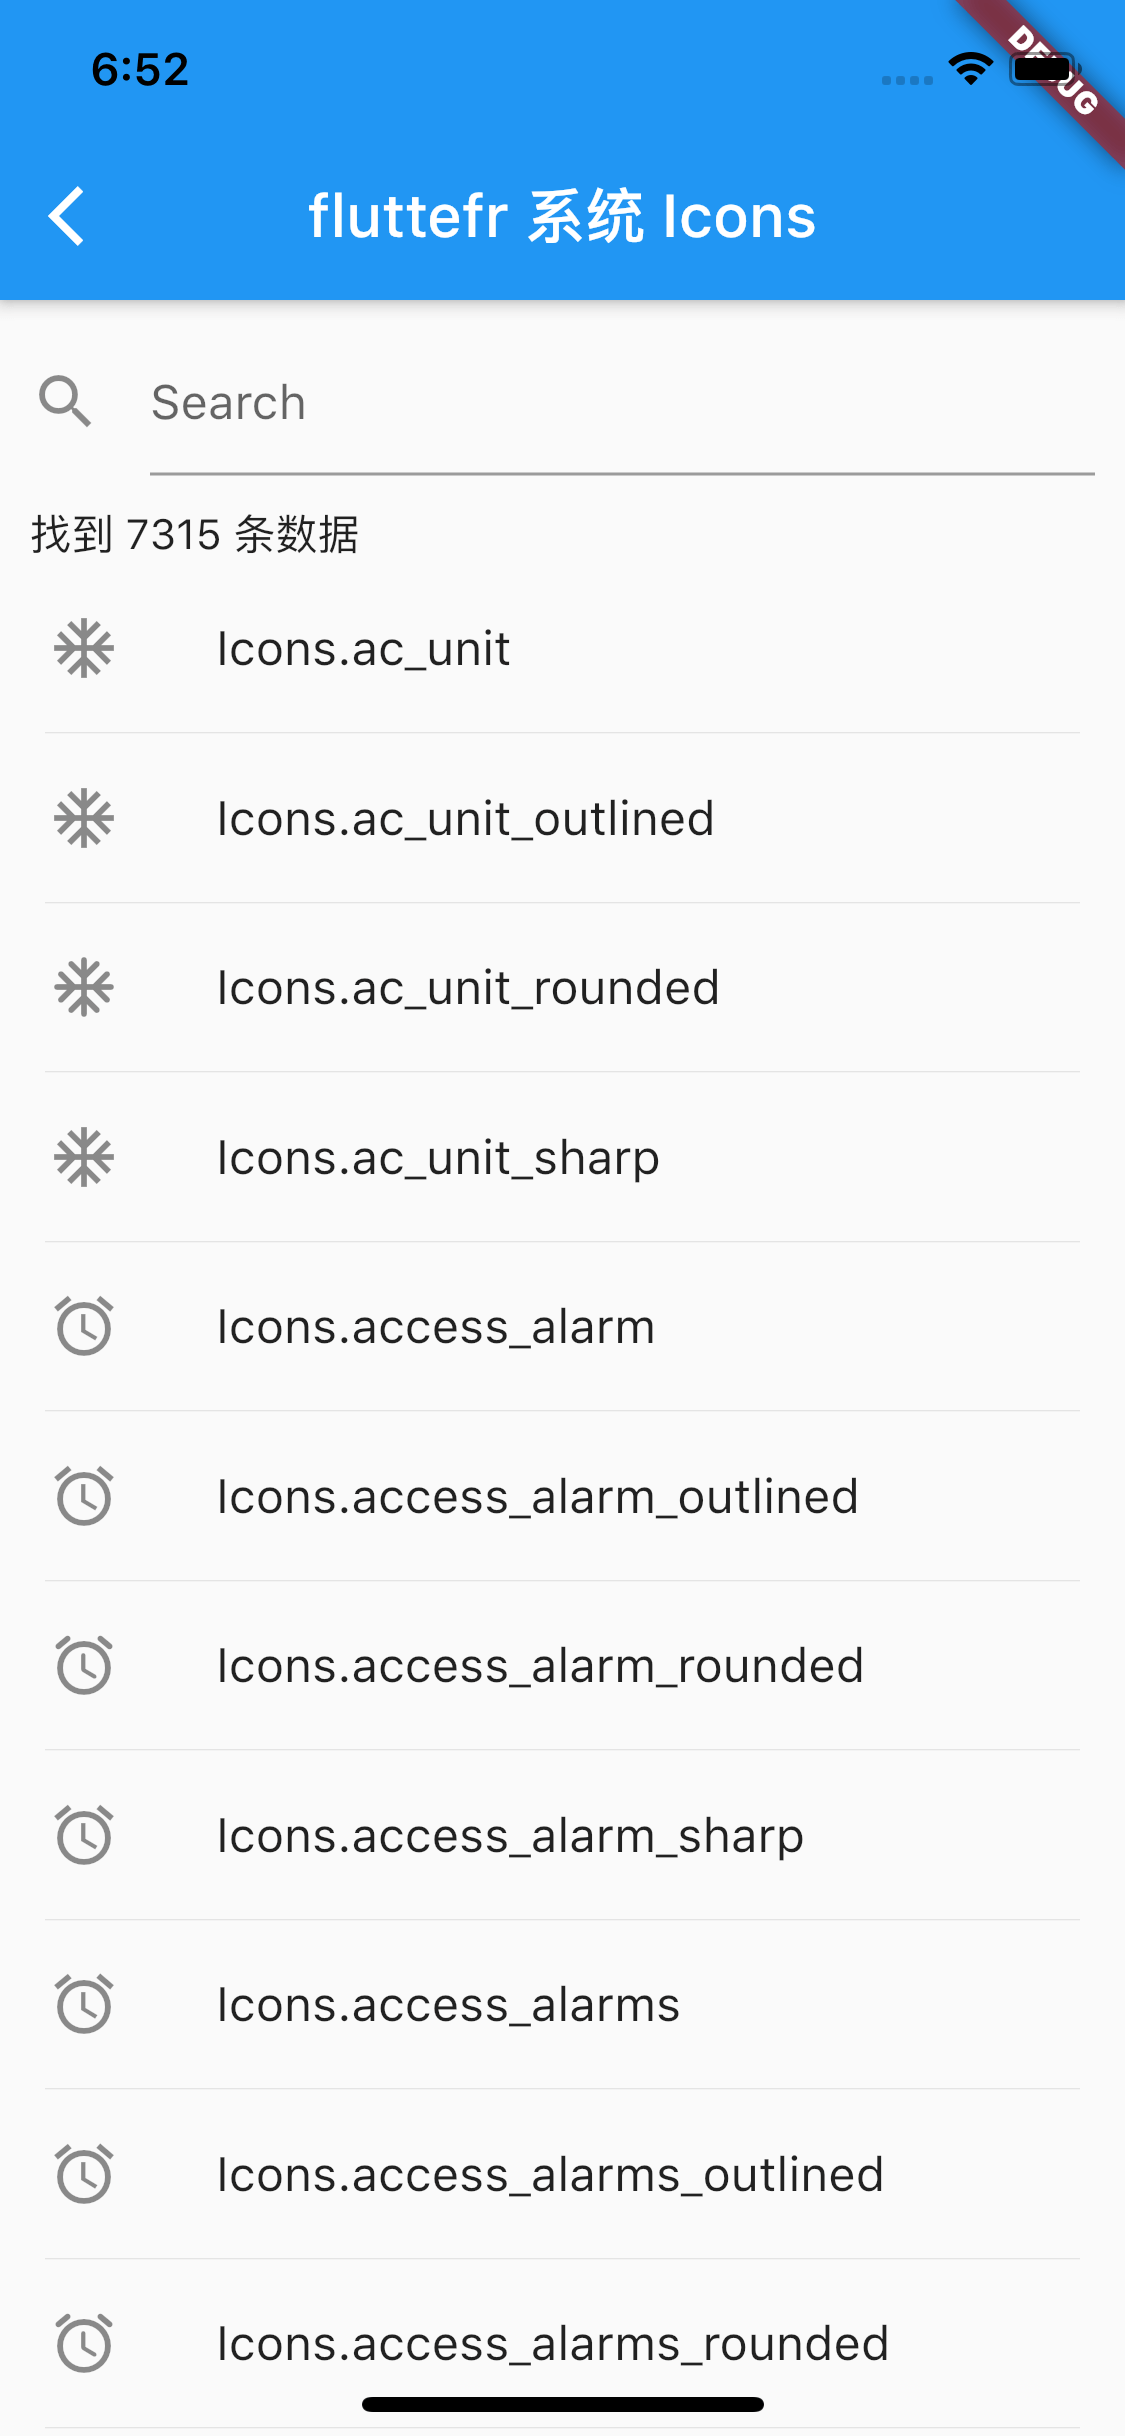 6:52
fluttefr 系统 Icons
Search
找到 7315 条数据
Icons.ac_unit
Icons.ac_unit_outlined
Icons.ac_unit_rounded
Icons.ac_unit_sharp
Icons.access_alarm
Icons.access_alarm_outlined
Icons.access_alarm_rounded
Icons.access_alarm_sharp
Icons.access_alarms
Icons.access_alarms_outlined
Icons.access_alarms_rounded